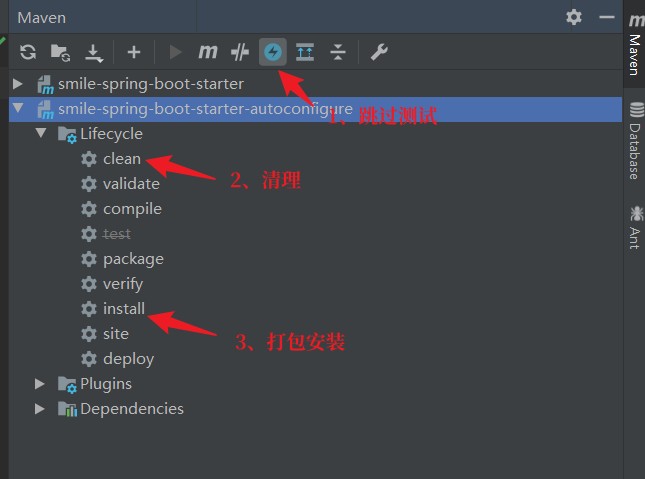 Maven
m
Maven
smile-spring-boot-starter
smile-spring-boot-starter-autoconfigure
1、跳过测试
Lifecycle
clean
2、清理
validate
compile
test
package
verify
install
3、打包安装
site
deploy
Plugins
Dependencies
Database
Ant